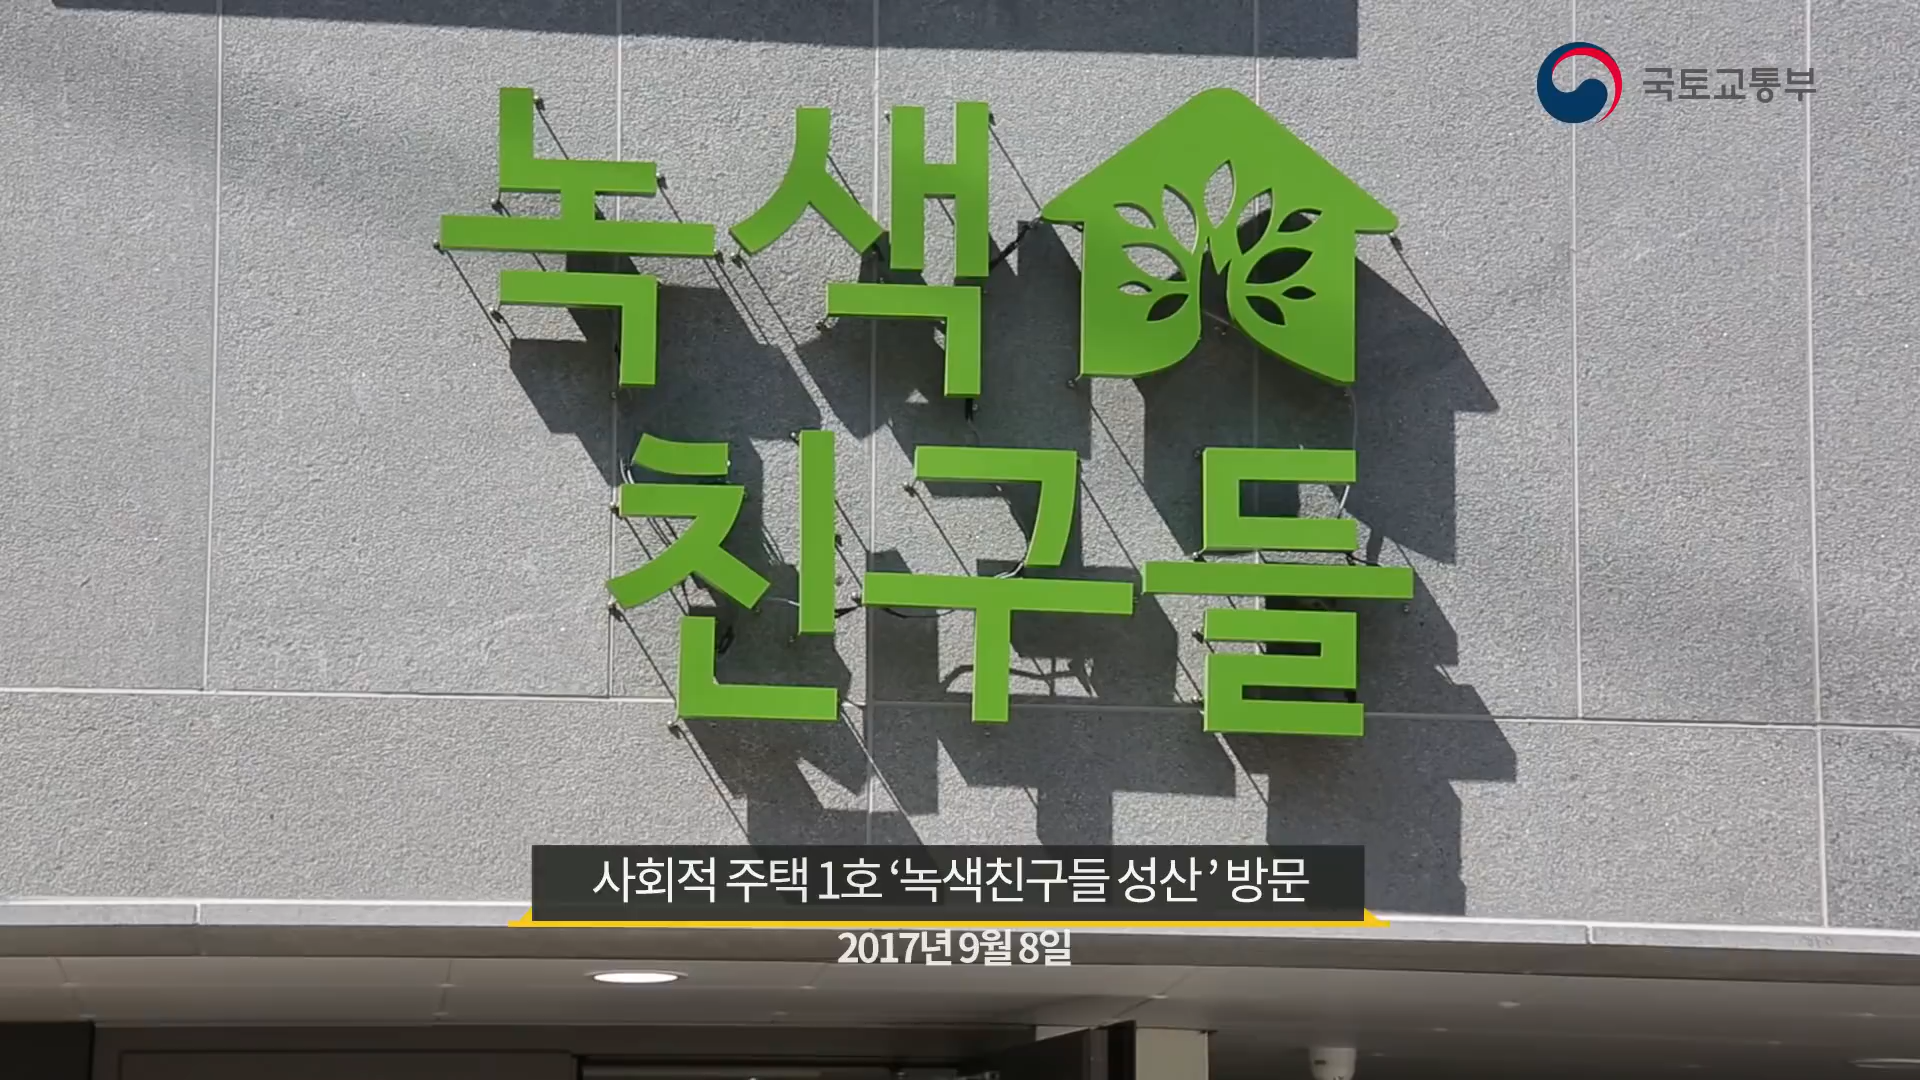 국토교통부
녹색
친구들
사회적 주택 1호 ‘녹색친구들 성산’ 방문
2017년 9월 8일